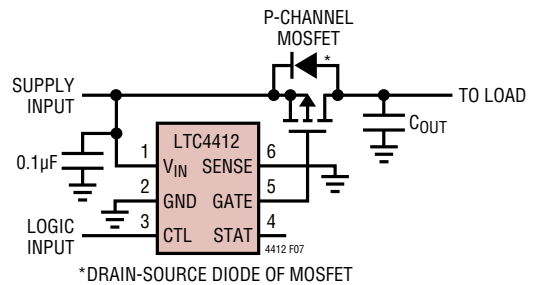 P-CHANNEL
MOSFET
*
SUPPLY
INPUT
TO LOAD
COUT
LTC4412
0.1µF
1
VIN
SENSE
6
2
GND
GATE
5
LOGIC
INPUT
3
CTL
STAT
4
4412 F07
*DRAIN-SOURCE DIODE OF MOSFET